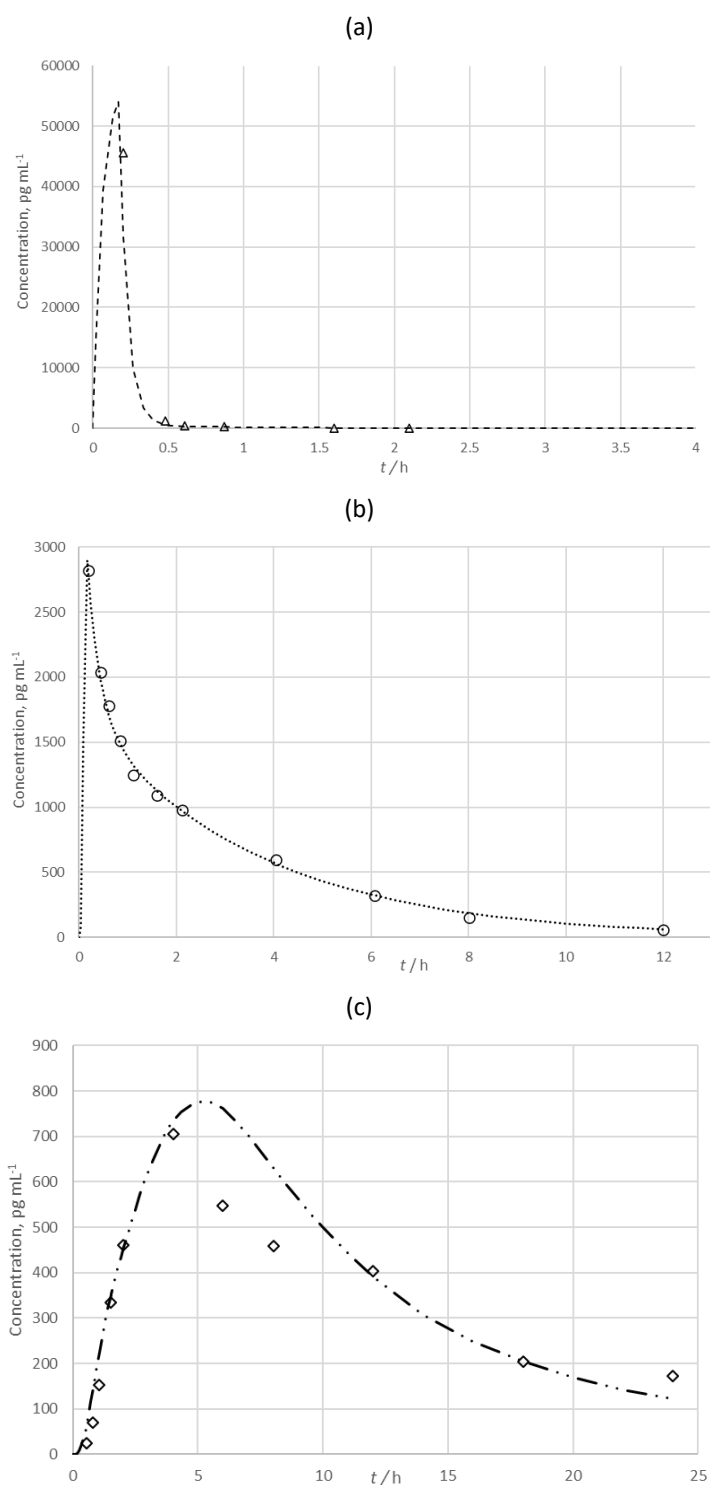 (a)
60000
50000
40000
30000
20000
10000
0
Concentration, pg mL-1
0 0.5 1 1.5 2 2.5 3 3.5 4
t / h
(b)
3000
2500
2000
1500
1000
500
0
Concentration, pg mL-1
0 2 4 6 8 10 12
t / h
(c)
900
800
700
600
500
400
300
200
100
0
Concentration, pg mL-1
0 5 10 15 20 25
t / h